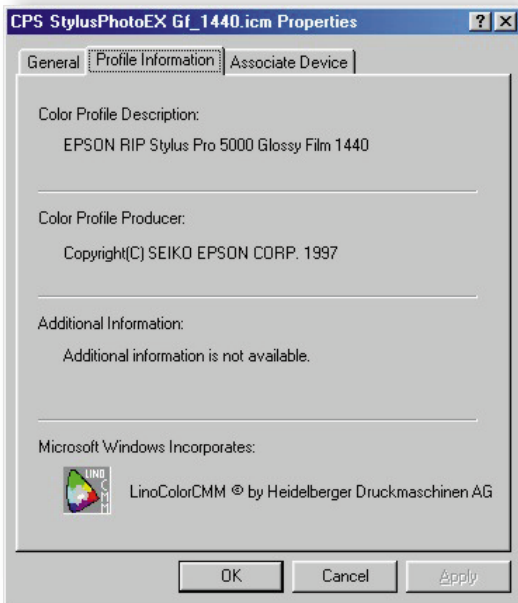 CPS StylusPhotoEX Gf_1440.icm Properties
? ×
General Profile Information Associate Device
Color Profile Description:
EPSON RIP Stylus Pro 5000 Glossy Film 1440
Color Profile Producer:
Copyright(C) SEIKO EPSON CORP. 1997
Additional Information:
Additional information is not available.
Microsoft Windows Incorporates:
LINO
CMM
LinoColorCMM © by Heidelberger Druckmaschinen AG
OK Cancel Apply